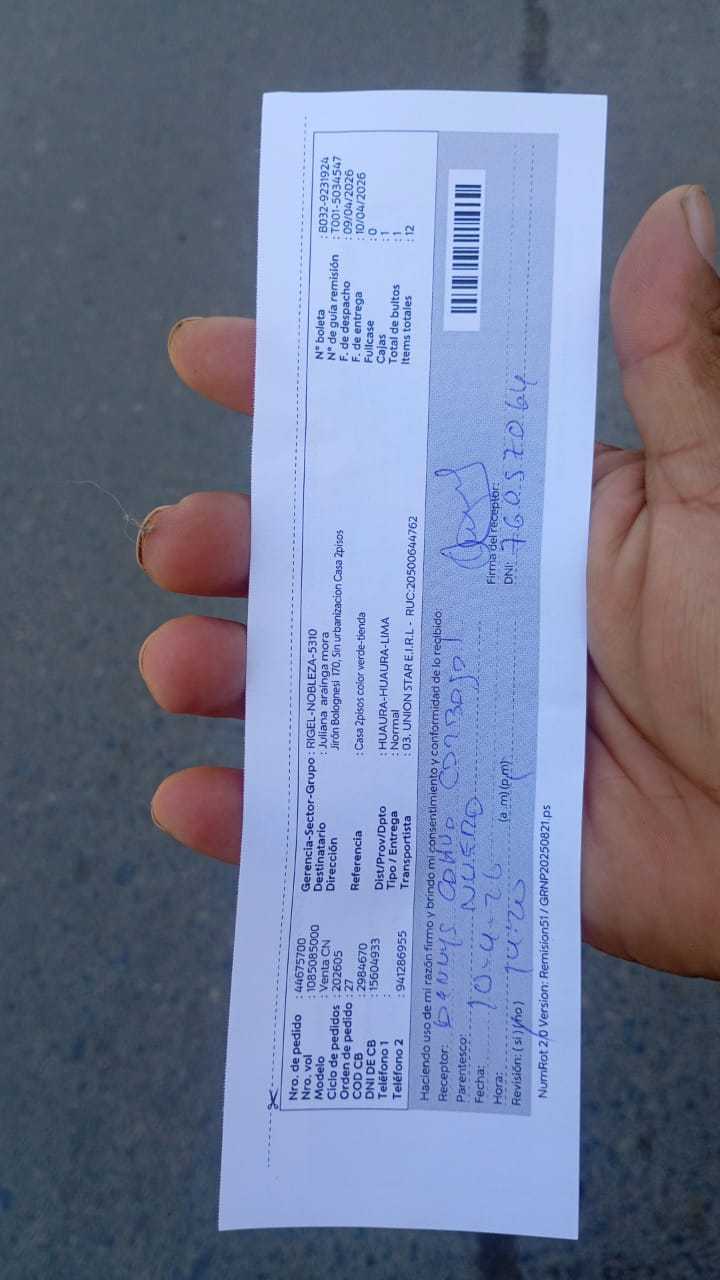 Nro. de pedido : 44675700
Nro. vol : 1085085000
Modelo : Venta CN
Ciclo de pedidos : 202605
Orden de pedido : 27
COD CB : 2984670
DNI DE CB : 15604933
Teléfono 1 :
Teléfono 2 : 941286955
Gerencia-Sector-Grupo : RIGEL-NOBLEZA-5310
Destinatario : Juliana arainga mora
Dirección Jirón Bolognesi 170, Sin urbanizacion Casa 2pisos
Referencia : Casa 2pisos color verde-tienda
Dist/Prov/Dpto : HUAURA-HUAURA-LIMA
Tipo / Entrega : Normal
Transportista : 03. UNION STAR E.I.R.L - RUC:20500644762
N° boleta : B032-9231924
N° de guía remisión : T001-5034547
F. de despacho : 09/04/2026
F. de entrega : 10/04/2026
Fullcase : 0
Cajas : 1
Total de bultos : 1
Items totales : 12
Haciendo uso de mi razón firmo y brindo mi consentimiento y conformidad de lo recibido:
Receptor:
Parentesco: NUERO
Fecha: 10-4-26
Hora: 14:20 (a.m)(p.m)
Revisión: (si)(no)
Firma del receptor:
DNI: 76057064
NumRot 2.0 Version: Remision51 / GRNP20250821.ps